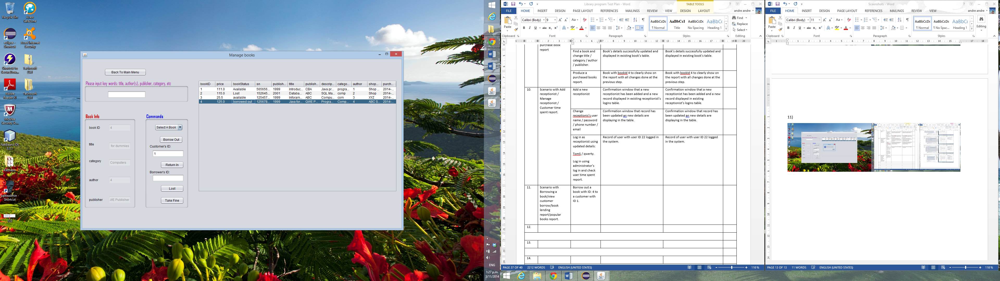 Recycle Bin
Avast SafeZone
eclipse - Shortcut
Avast Internet Security
Shortcut to SecureDow...
Tachosoft 23.1
Adobe Reader XI
Tachosoft 23.1
McAfee Security Sc...
NetBeans IDE 8.0.1
Kitchens
sqliteadmin - Shortcut
123
Manage books
Back To Main Menu
Please input key words: title, author(s), publisher, category, etc
Book Info
book ID 4
title for dummies
category Computers
author 4
publisher WE Publisher
Commands
Select A Book
Borrow Out
Customer's ID:
1
Return In
Borrower's ID:
Lost
Take Fine
bookID price bookStatus sn publish... title publish... descrip... catego... author shop... purch...
1 111.0 Available 565656... 1999 Introduc... CBA Java pr... progra... 1 Shop ... 2014-...
2 115.0 Lost 152645... 2001 Databa... ABC SQL Ma... comp 2 Shop 2014-...
3 25.5 available 125457... 1999 Inforam... ABC Compu... com 3 XYZ 2014-...
4 125.0 borrowed out 125678... 1999 Java for... QWE P... Progra... Comp... 4 ABC S... 2014-...
ENG
1:27 p.m.
3/11/2014
Library program Test Plan - Word
TABLE TOOLS
FILE HOME INSERT DESIGN PAGE LAYOUT REFERENCES MAILINGS REVIEW VIEW DESIGN LAYOUT
andre andre
Paste
Calibri (Body) 9
AaBbCcDc AaBbCcl AaBbCcDc AaBbCc
¶ Normal Title No Spacing Heading 1
Find
Replace
Select
Clipboard Font Paragraph Styles Editing
purchase book
report
Find a book and
change title /
category / author
/ publisher.
Book's details successfully updated and
displayed in existing book's table.
Book's details successfully updated and
displayed in existing book's table.
Produce a
purchased books
report.
Book with bookId 4 to clearly show on
the report with all changes done at the
previous step.
Book with bookId 4 to clearly show on
the report with all changes done at the
previous step.
10.
Scenario with Add
receptionist /
Manage
receptionist /
Customer time
spent report.
Add a new
receptionist
Confirmation window that a new
receptionist has been added and a new
record displayed in existing receptionist's
logins table.
Confirmation window that a new
receptionist has been added and a new
record displayed in existing
receptionist's logins table.
Change
receptionis's user
name / password
/ phone number /
email
Confirmation window that record has
been updated an new details are
displaying in the table.
Confirmation window that record has
been updated an new details are
displaying in the table.
Log in as
receptionist using
updated details:
TomS / qwerty.
Log in using
administrator's
log in and check
user time spent
report.
Record of user with user ID 22 logged in
the system.
Record of user with user ID 22 logged
in the system.
11.
Scenario with
Borrowing a
book/view
customer
borrow/book
lending
report/popular
books report.
Borrow out a
book with ID: 4 to
a customer with
ID 1.
12.
13.
14.
PAGE 37 OF 40 2212 WORDS ENGLISH (UNITED STATES) 110 %
Sceenshots - Word
FILE HOME INSERT DESIGN PAGE LAYOUT REFERENCES MAILINGS REVIEW VIEW
andre andre
Paste
Calibri (Body) 11
AaBbCcDc AaBbCcDc AaBbCc
¶ Normal ¶ No Spac... Heading 1
Editing
Clipboard Font Paragraph Styles
11)
PAGE 13 OF 13 11 WORDS ENGLISH (UNITED STATES) 110 %